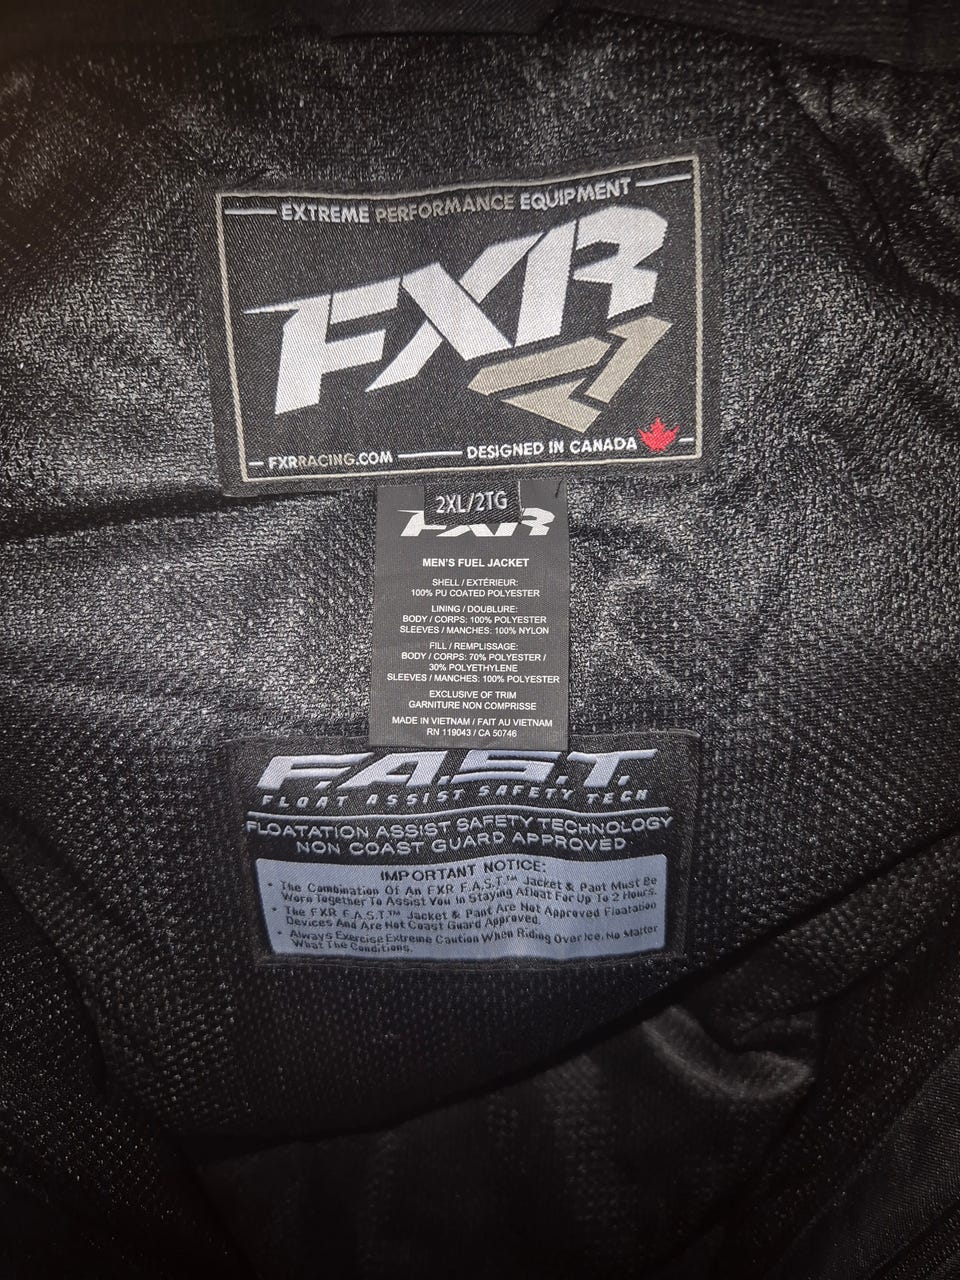 EXTREME PERFORMANCE EQUIPMENT
FXR
FXRRACING.COM
DESIGNED IN CANADA
2XL/2TG
FXR
MEN'S FUEL JACKET
SHELL / EXTÉRIEUR:
100% PU COATED POLYESTER
LINING / DOUBLURE:
BODY / CORPS: 100% POLYESTER
SLEEVES / MANCHES: 100% NYLON
FILL / REMPLISSAGE:
BODY / CORPS: 70% POLYESTER /
30% POLYETHYLENE
SLEEVES / MANCHES: 100% POLYESTER
EXCLUSIVE OF TRIM
GARNITURE NON COMPRISSE
MADE IN VIETNAM / FAIT AU VIETNAM
RN 119043 / CA 50746
F.A.S.T.
FLOAT ASSIST SAFETY TECH
FLOATATION ASSIST SAFETY TECHNOLOGY
NON COAST GUARD APPROVED
IMPORTANT NOTICE:
• The Combination Of An FXR F.A.S.T™ Jacket & Pant Must Be
Worn Together To Assist You In Staying Afloat For Up To 2 Hours.
• The FXR F.A.S.T™ Jacket & Pant Are Not Approved Floatation
Devices And Are Not Coast Guard Approved.
• Always Exercise Extreme Caution When Riding Over Ice, No Matter
What The Conditions.